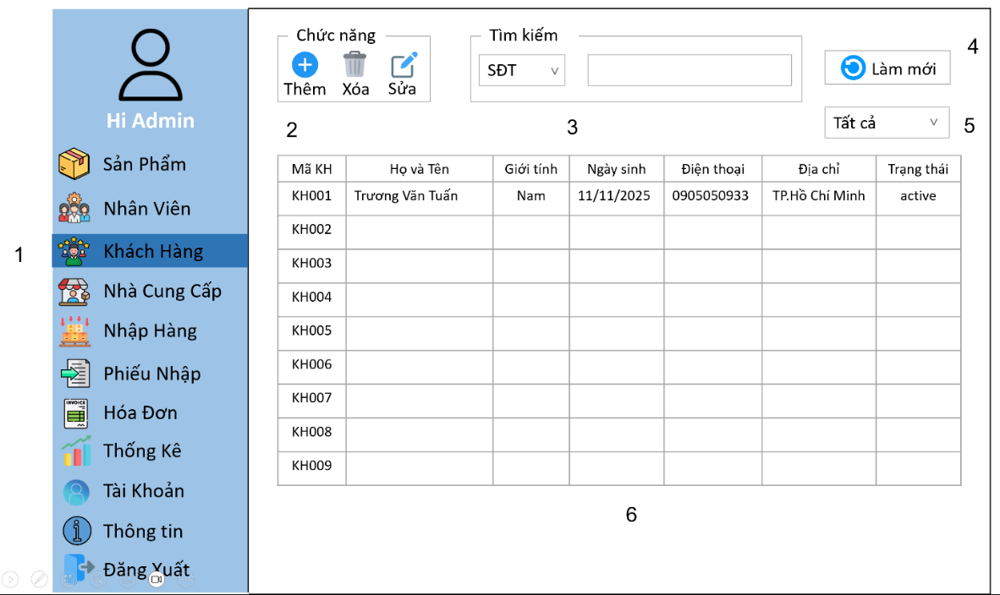 Hi Admin
Sản Phẩm
Nhân Viên
1
Khách Hàng
Nhà Cung Cấp
Nhập Hàng
Phiếu Nhập
INVOICE
Hóa Đơn
Thống Kê
Tài Khoản
Thông tin
Đăng Xuất
Chức năng
Thêm Xóa Sửa
2
Tìm kiếm
SĐT
3
Làm mới
4
Tất cả
5
Mã KH Họ và Tên Giới tính Ngày sinh Điện thoại Địa chỉ Trạng thái
KH001 Trương Văn Tuấn Nam 11/11/2025 0905050933 TP.Hồ Chí Minh active
KH002
KH003
KH004
KH005
KH006
KH007
KH008
KH009
6